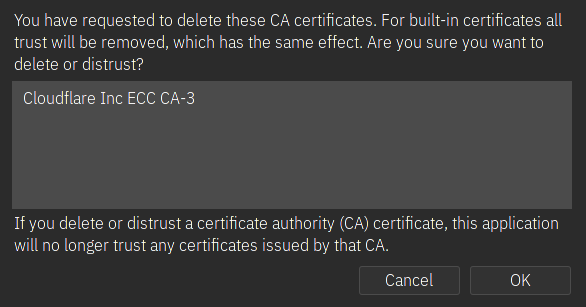 You have requested to delete these CA certificates. For built-in certificates all
trust will be removed, which has the same effect. Are you sure you want to
delete or distrust?
Cloudflare Inc ECC CA-3
If you delete or distrust a certificate authority (CA) certificate, this application
will no longer trust any certificates issued by that CA.
Cancel
OK